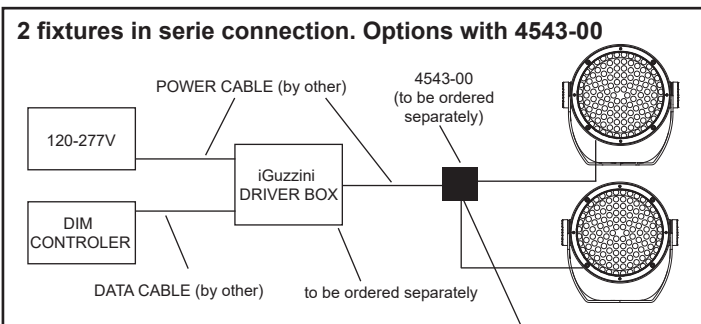 2 fixtures in serie connection. Options with 4543-00
POWER CABLE (by other)
4543-00
(to be ordered
separately)
120-277V
iGuzzini
DRIVER BOX
DIM
CONTROLER
DATA CABLE (by other)
to be ordered separately